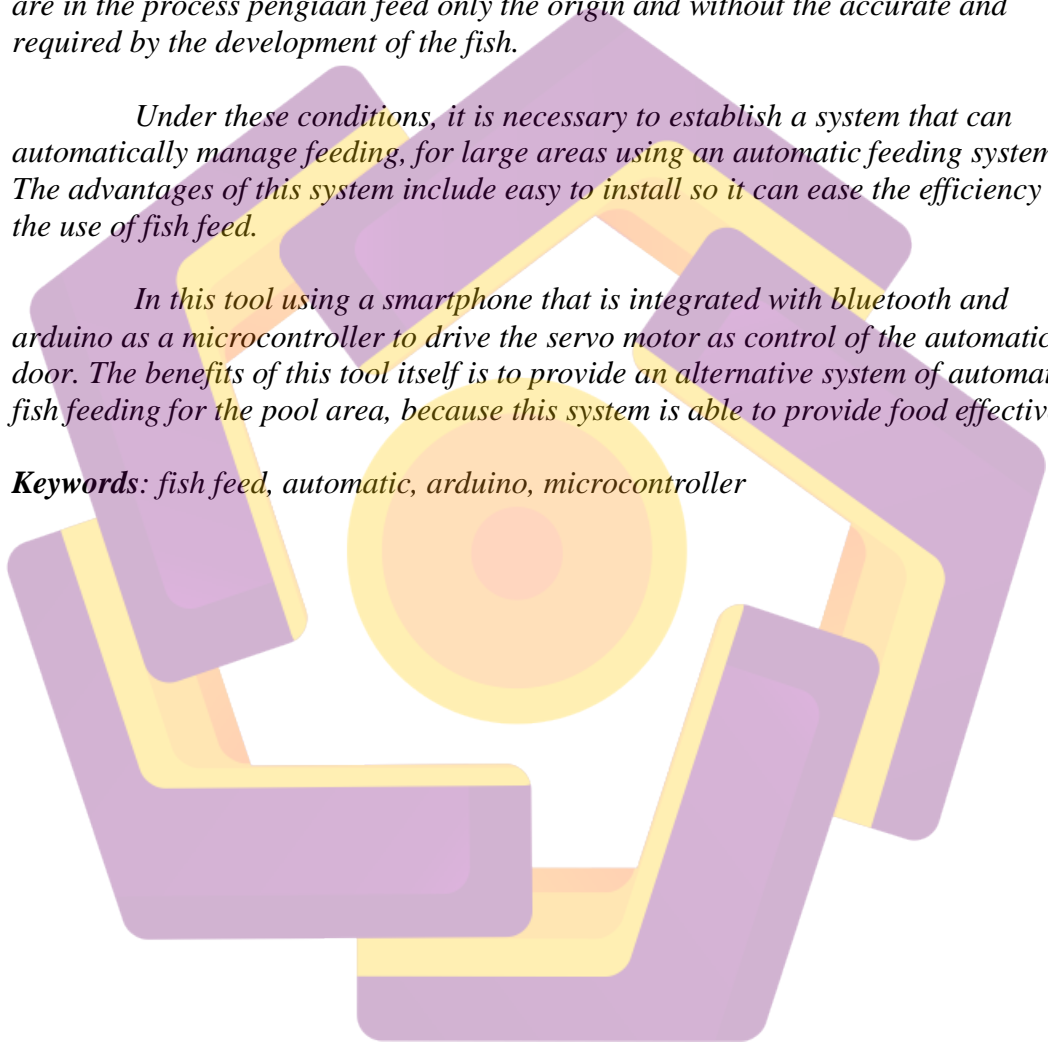 are in the process pengiaan feed only the origin and without the accurate and
required by the development of the fish.
Under these conditions, it is necessary to establish a system that can
automatically manage feeding, for large areas using an automatic feeding system
The advantages of this system include easy to install so it can ease the efficiency
the use of fish feed.
In this tool using a smartphone that is integrated with bluetooth and
arduino as a microcontroller to drive the servo motor as control of the automatic
door. The benefits of this tool itself is to provide an alternative system of
fish feeding for the pool area, because this system is able to provide food
Keywords: fish feed, automatic, arduino, microcontroller